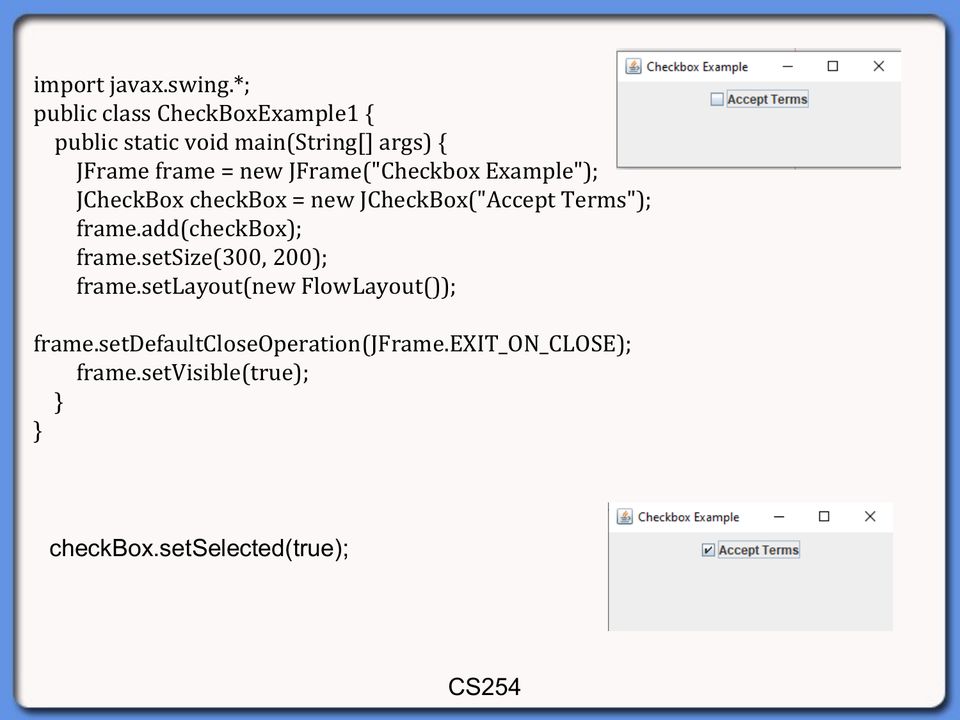 import javax.swing.*;
public class CheckBoxExample1 {
public static void main(String[] args) {
JFrame frame = new JFrame("Checkbox Example");
JCheckBox checkBox = new JCheckBox("Accept Terms");
frame.add(checkBox);
frame.setSize(300, 200);
frame.setLayout(new FlowLayout());
frame.setDefaultCloseOperation(JFrame.EXIT_ON_CLOSE);
frame.setVisible(true);
}
}
Checkbox Example
Accept Terms
checkBox.setSelected(true);
Checkbox Example
Accept Terms
CS254